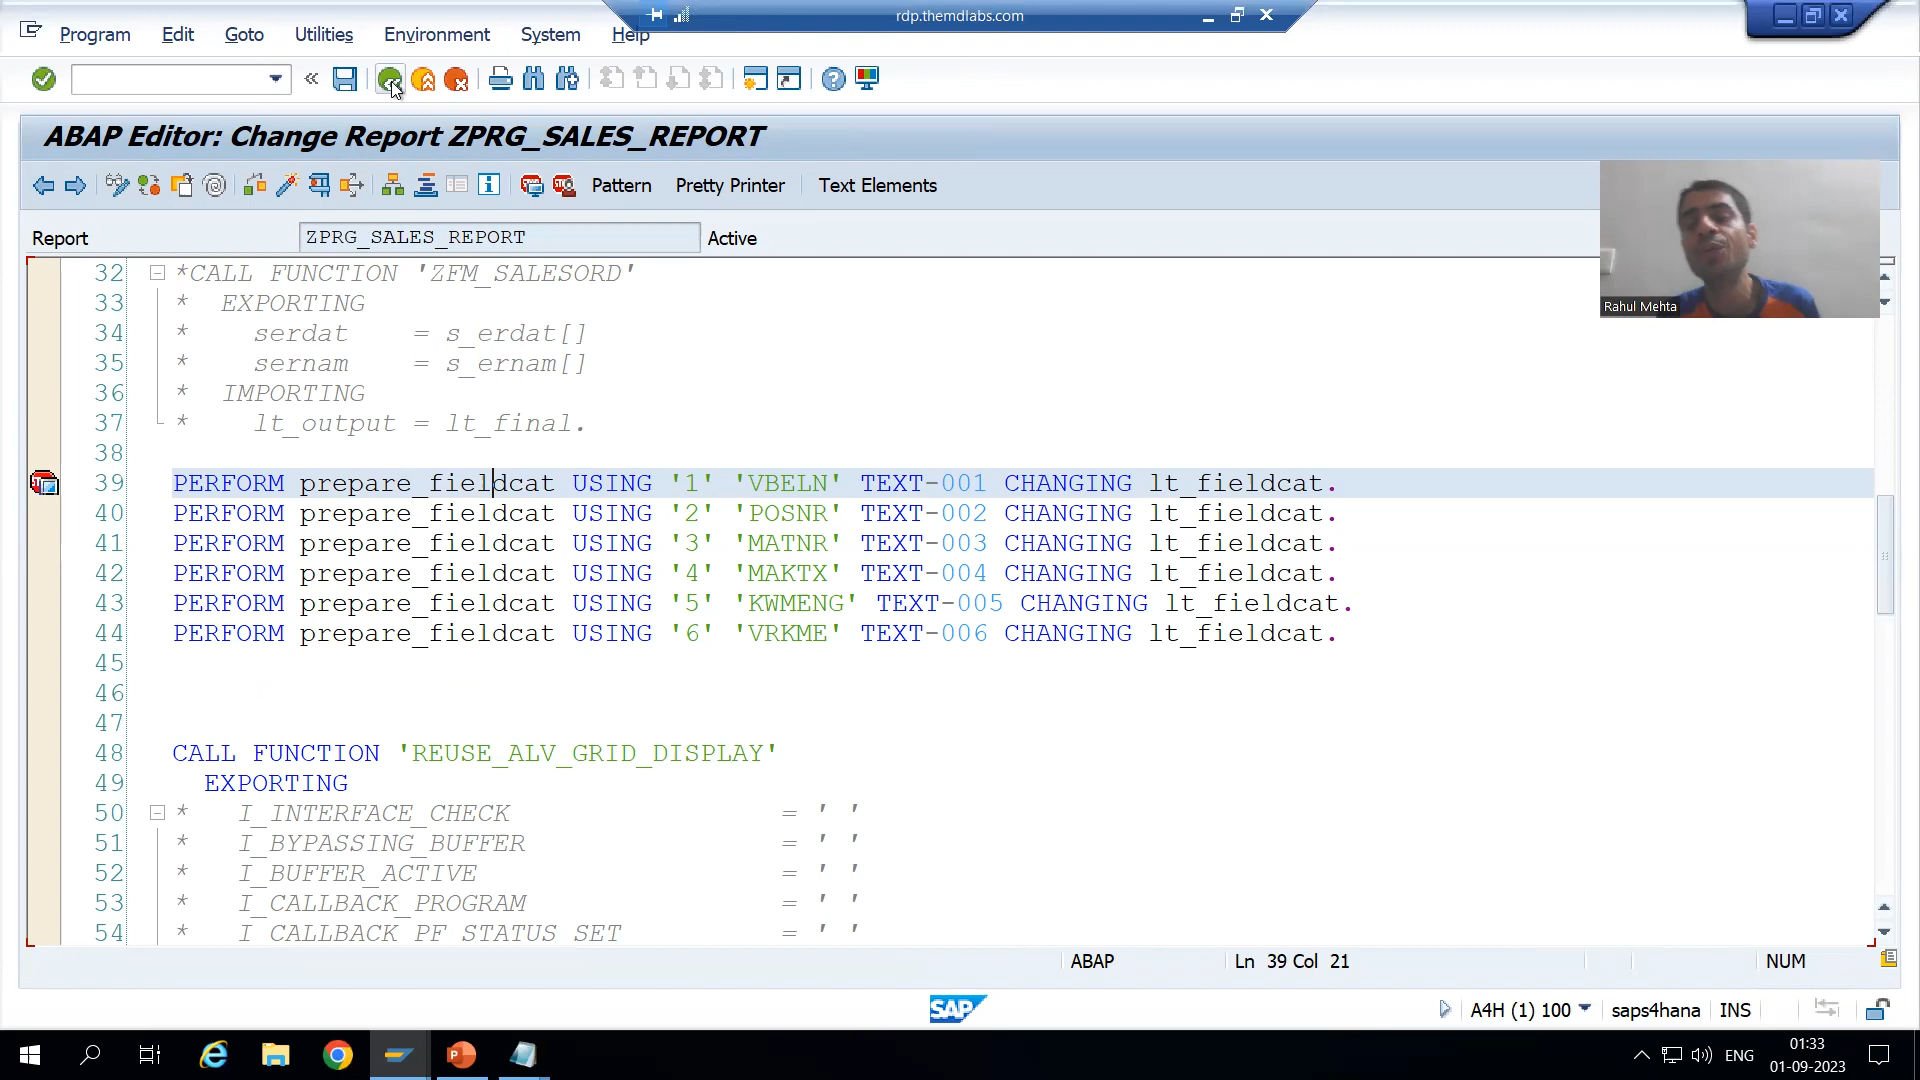 rdp.themdlabs.com
Program Edit Goto Utilities Environment System Help
ABAP Editor: Change Report ZPRG_SALES_REPORT
Pattern Pretty Printer Text Elements
Report ZPRG_SALES_REPORT Active
Rahul Mehta
32 *CALL FUNCTION 'ZFM_SALESORD'
33 * EXPORTING
34 * serdat = s_erdat[]
35 * sernam = s_ernam[]
36 * IMPORTING
37 * lt_output = lt_final.
38
39 PERFORM prepare_fieldcat USING '1' 'VBELN' TEXT-001 CHANGING lt_fieldcat.
40 PERFORM prepare_fieldcat USING '2' 'POSNR' TEXT-002 CHANGING lt_fieldcat.
41 PERFORM prepare_fieldcat USING '3' 'MATNR' TEXT-003 CHANGING lt_fieldcat.
42 PERFORM prepare_fieldcat USING '4' 'MAKTX' TEXT-004 CHANGING lt_fieldcat.
43 PERFORM prepare_fieldcat USING '5' 'KWMENG' TEXT-005 CHANGING lt_fieldcat.
44 PERFORM prepare_fieldcat USING '6' 'VRKME' TEXT-006 CHANGING lt_fieldcat.
45
46
47
48 CALL FUNCTION 'REUSE_ALV_GRID_DISPLAY'
49 EXPORTING
50 * I_INTERFACE_CHECK = ' '
51 * I_BYPASSING_BUFFER = ' '
52 * I_BUFFER_ACTIVE = ' '
53 * I_CALLBACK_PROGRAM = ' '
54 * I_CALLBACK_PF_STATUS_SET = ' '
ABAP Ln 39 Col 21 NUM
SAP A4H (1) 100 saps4hana INS
ENG 01:33
01-09-2023